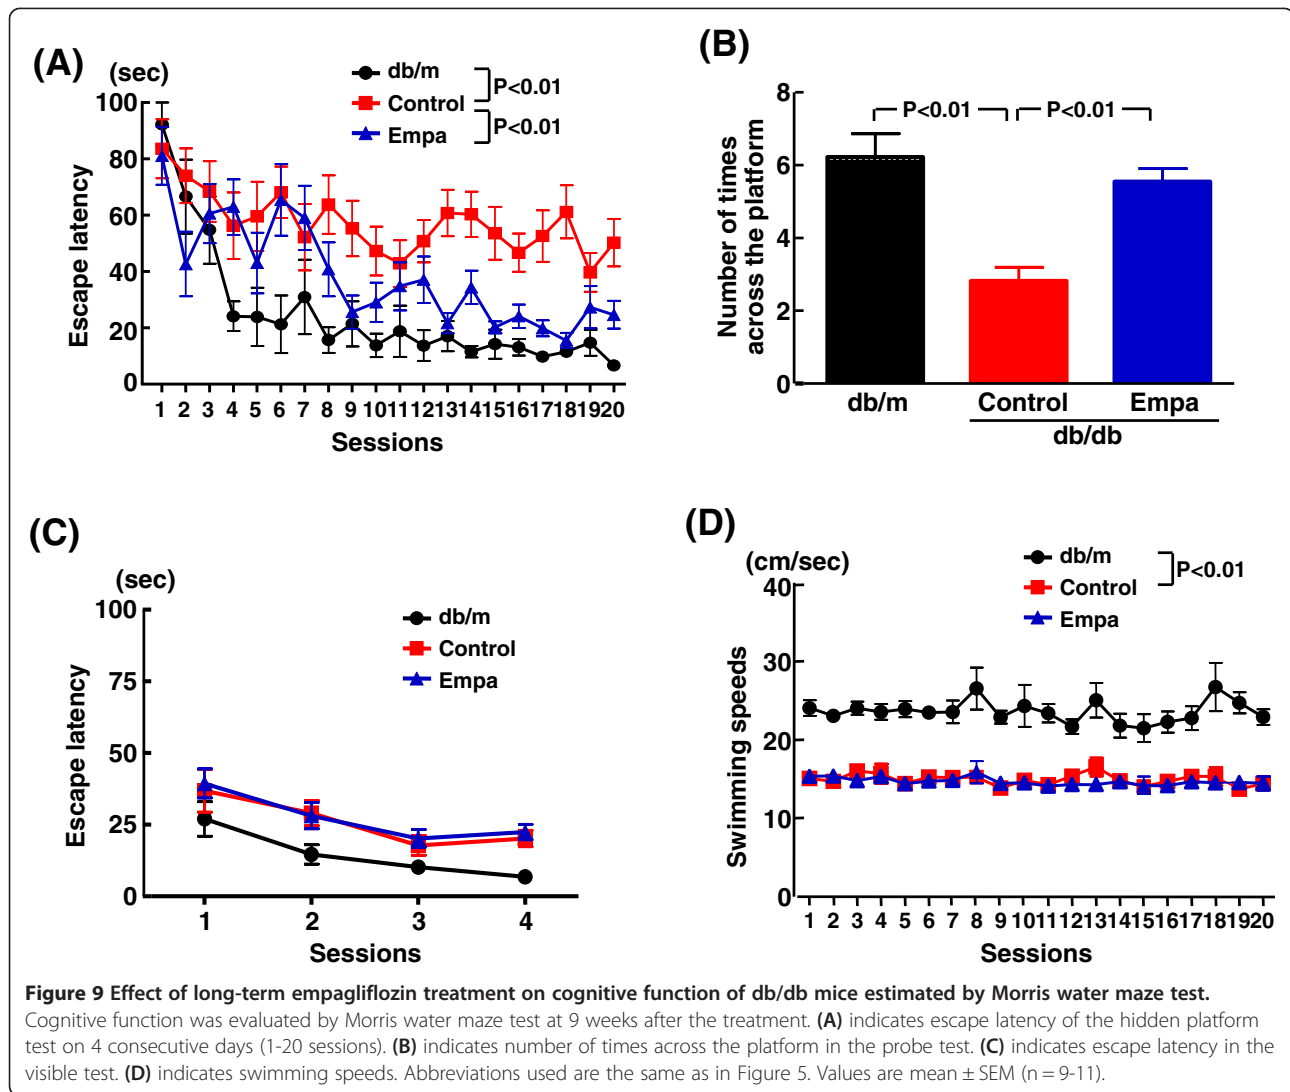 (A)
(sec)
db/m
Control
Empa
P<0.01
P<0.01
Escape latency
100
80
60
40
20
0
1 2 3 4 5 6 7 8 9 10 11 12 13 14 15 16 17 18 19 20
Sessions
(B)
Number of times
across the platform
8
6
4
2
0
P<0.01
P<0.01
db/m
Control
Empa
db/db
(C)
(sec)
db/m
Control
Empa
Escape latency
100
75
50
25
0
1 2 3 4
Sessions
(D)
(cm/sec)
db/m
Control
Empa
P<0.01
Swimming speeds
40
30
20
10
0
1 2 3 4 5 6 7 8 9 10 11 12 13 14 15 16 17 18 19 20
Sessions
Figure 9 Effect of long-term empagliflozin treatment on cognitive function of db/db mice estimated by Morris water maze test.
Cognitive function was evaluated by Morris water maze test at 9 weeks after the treatment. (A) indicates escape latency of the hidden platform
test on 4 consecutive days (1-20 sessions). (B) indicates number of times across the platform in the probe test. (C) indicates escape latency in the
visible test. (D) indicates swimming speeds. Abbreviations used are the same as in Figure 5. Values are mean ± SEM (n = 9-11).